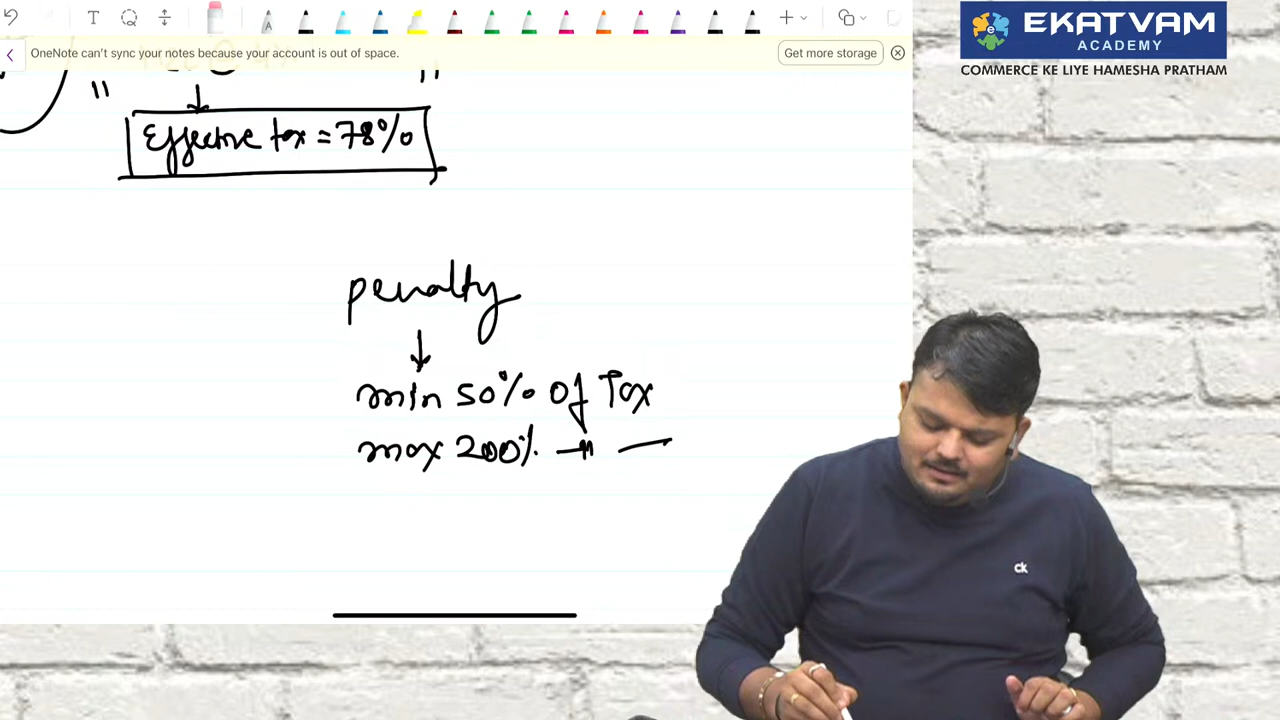 EKATVAM
ACADEMY
COMMERCE KE LIYE HAMESHA PRATHAM
OneNote can't sync your notes because your account is out of space.
Get more storage
Effective tax = 78%
penalty
min 50% of Tax
max 200% —〃—
ck